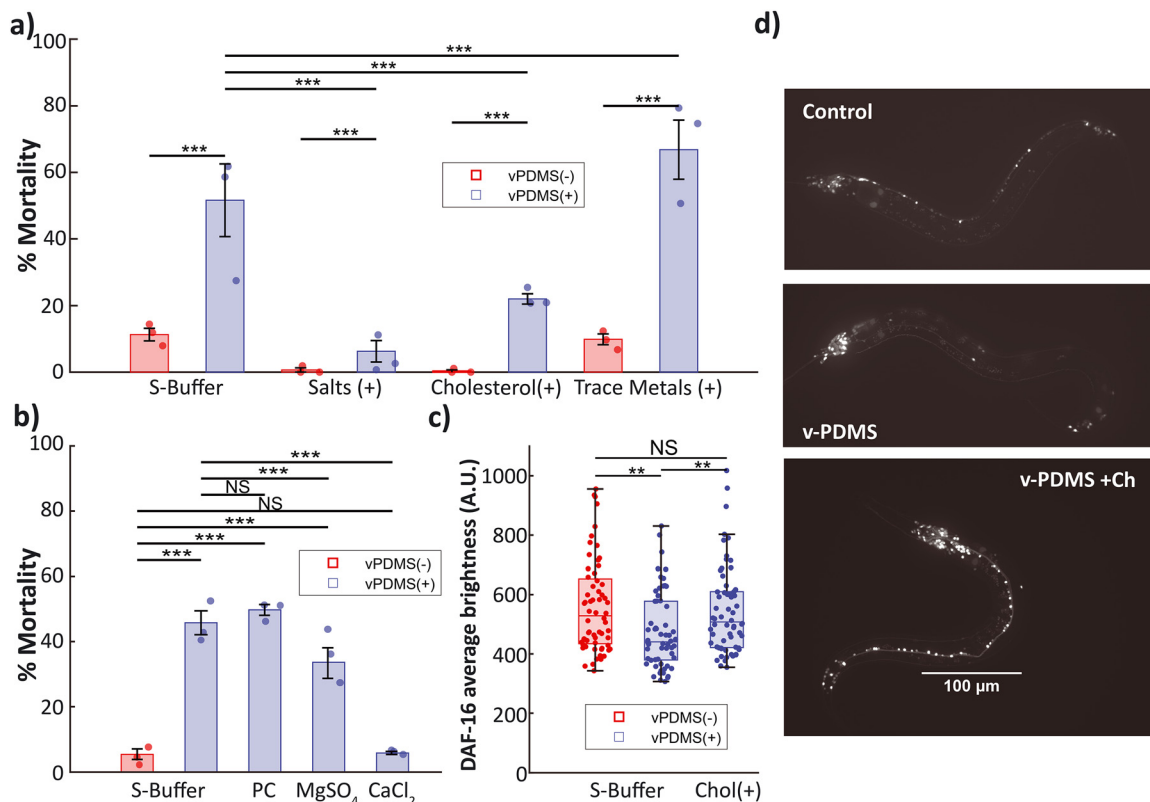 a)
100
80
60
40
20
0
% Mortality
***
***
***
***
***
***
***
vPDMS(-)
vPDMS(+)
S-Buffer
Salts (+)
Cholesterol(+)
Trace Metals (+)
b)
100
80
60
40
20
0
% Mortality
***
***
NS
NS
***
***
***
vPDMS(-)
vPDMS(+)
S-Buffer
PC
MgSO4
CaCl2
c)
1000
800
600
400
200
0
DAF-16 average brightness (A.U.)
NS
**
**
vPDMS(-)
vPDMS(+)
S-Buffer
Chol(+)
d)
Control
v-PDMS
v-PDMS +Ch
100 µm